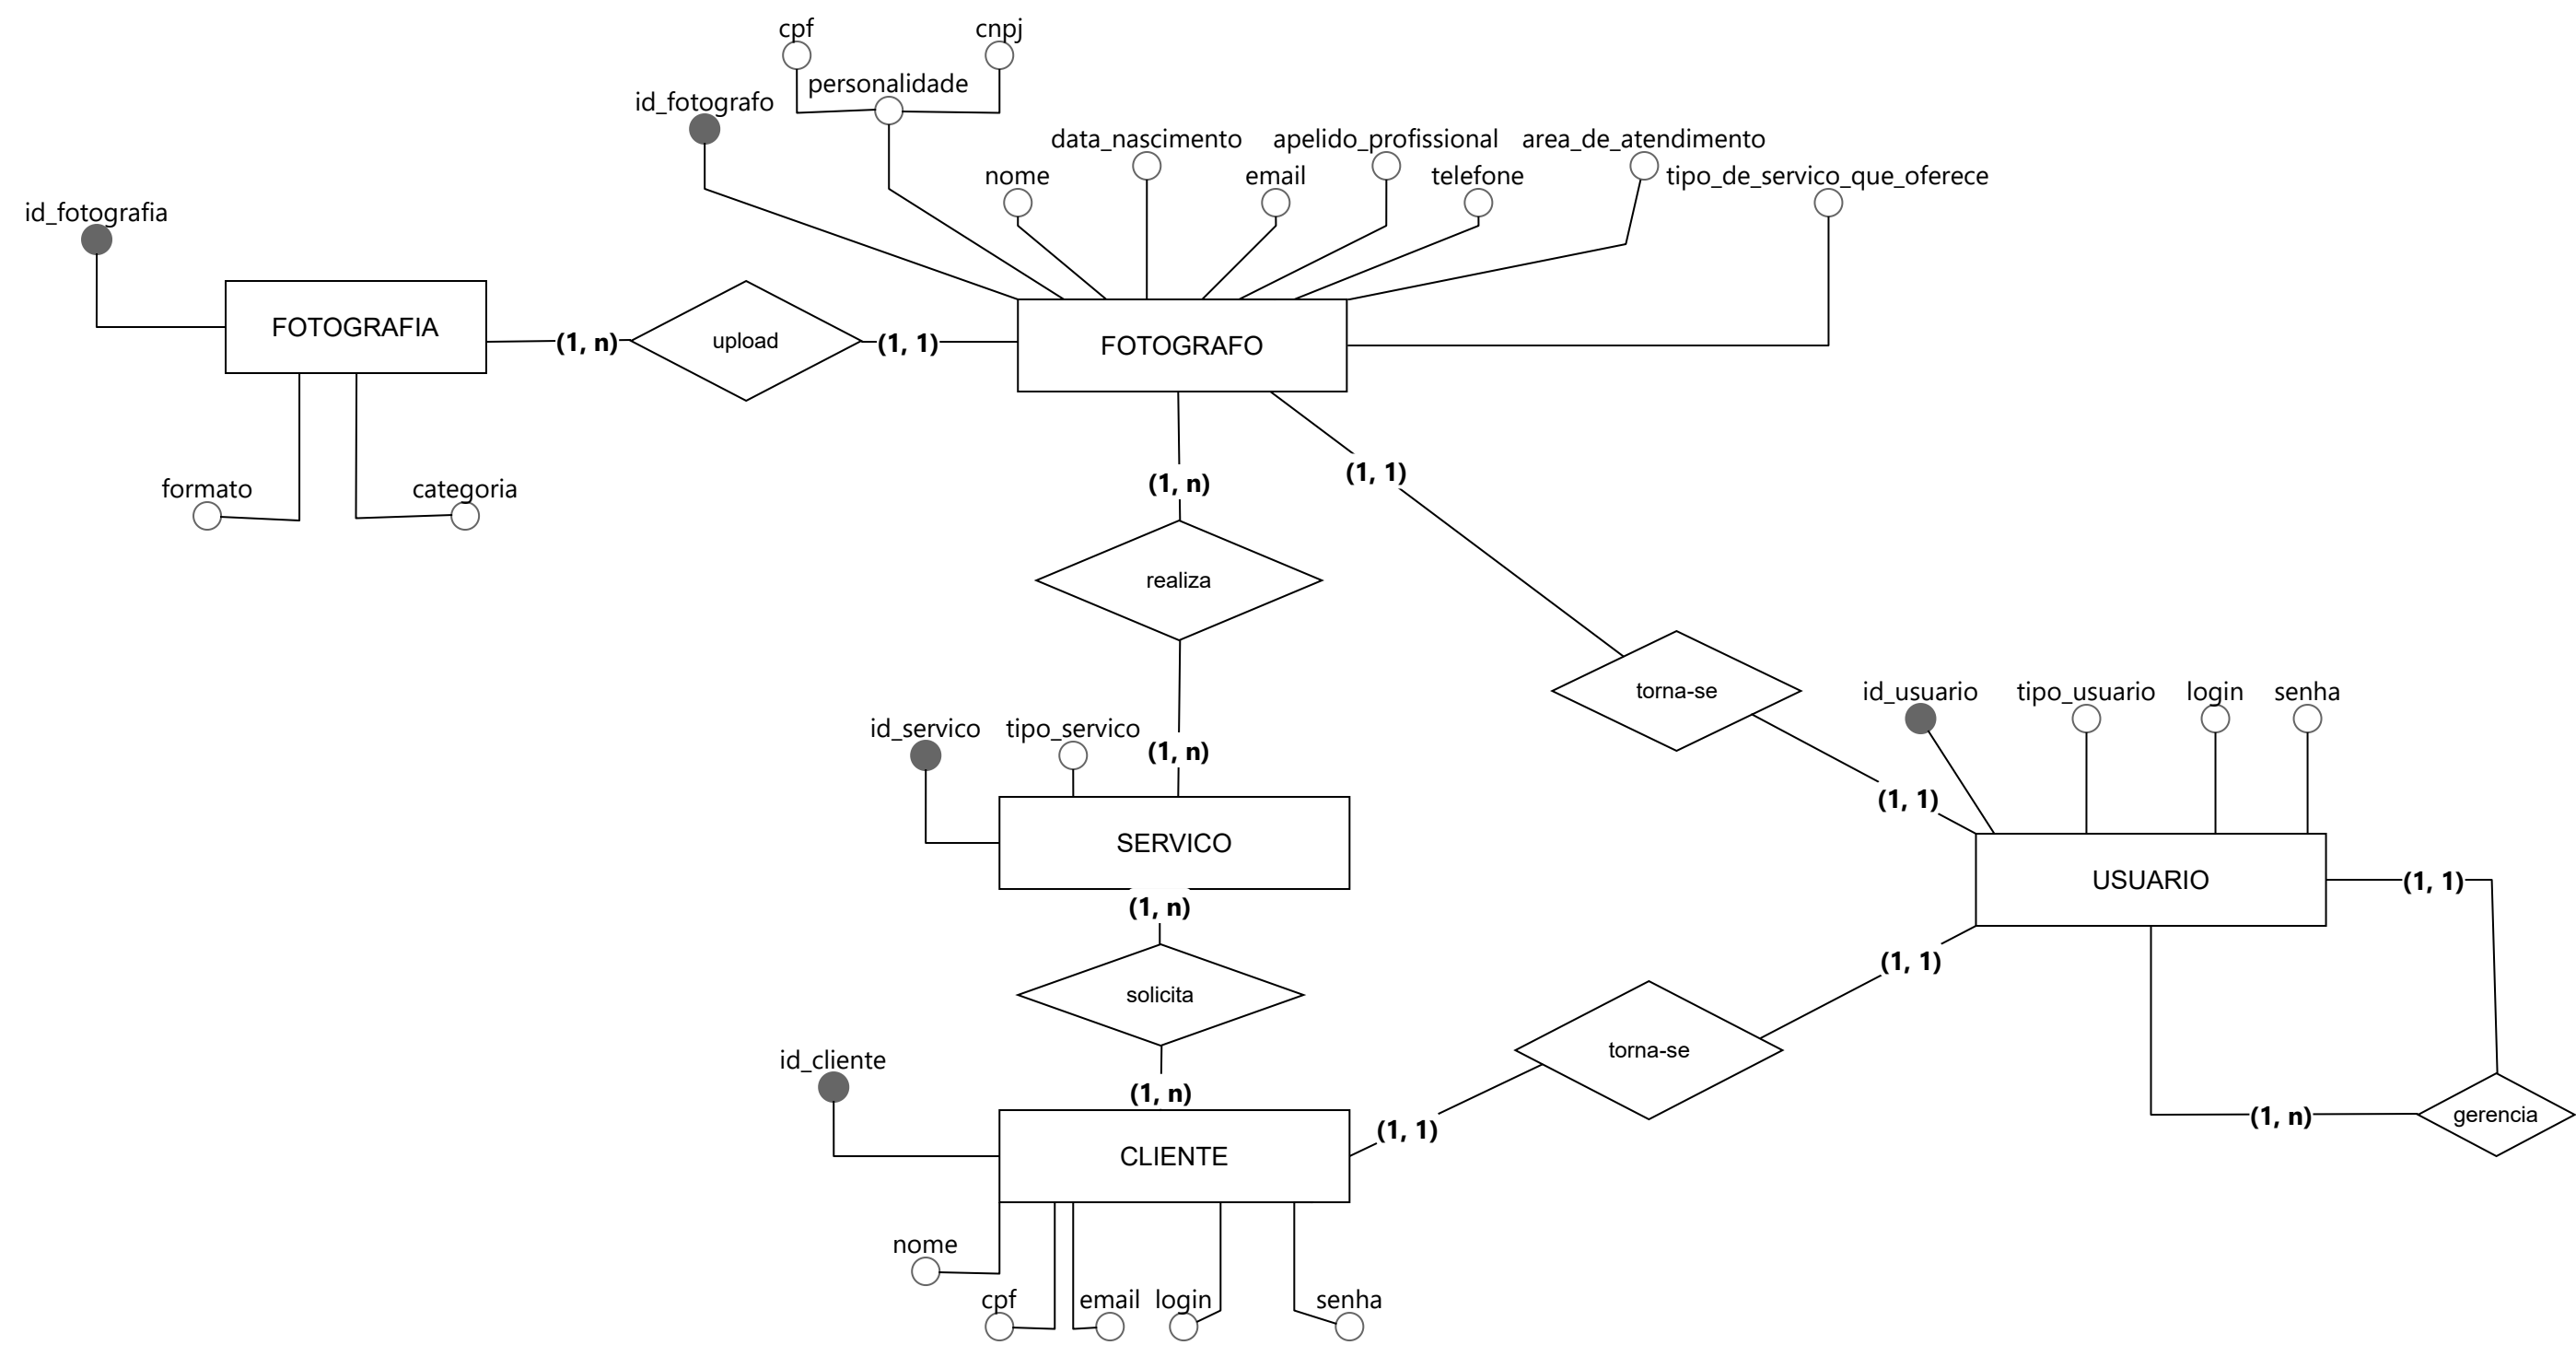 cpf
cnpj
personalidade
id_fotografo
data_nascimento
apelido_profissional
area_de_atendimento
nome
email
telefone
tipo_de_servico_que_oferece
id_fotografia
FOTOGRAFIA
(1, n)
upload
(1, 1)
FOTOGRAFO
formato
categoria
(1, n)
(1, 1)
realiza
torna-se
id_usuario
tipo_usuario
login
senha
id_servico
tipo_servico
(1, n)
(1, 1)
SERVICO
USUARIO
(1, 1)
(1, n)
(1, 1)
solicita
torna-se
id_cliente
(1, n)
(1, 1)
(1, n)
gerencia
CLIENTE
nome
cpf
email
login
senha